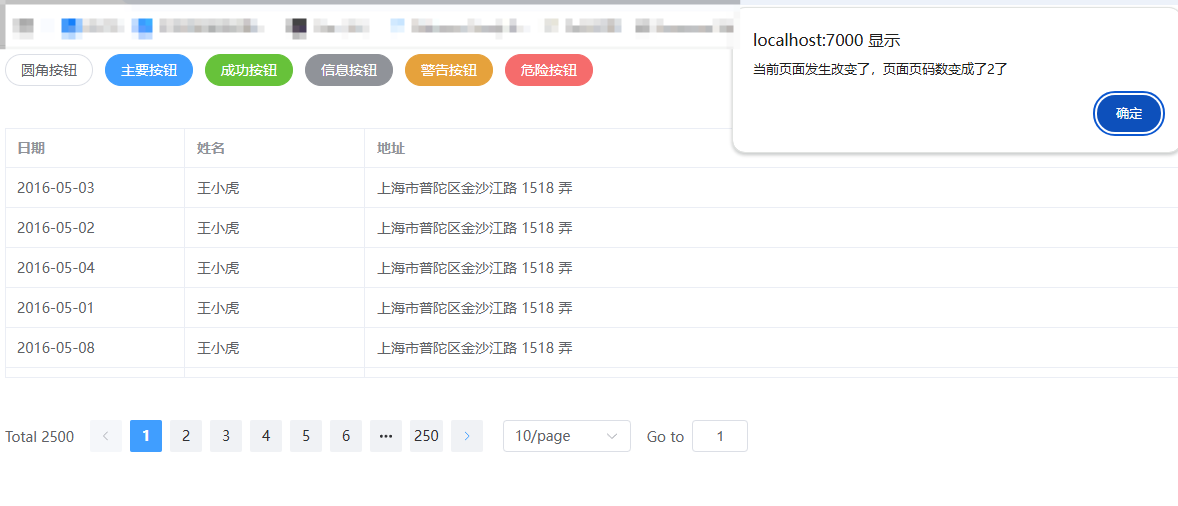 localhost:7000 显示
当前页面发生改变了，页面页码数变成了2了
确定
圆角按钮 主要按钮 成功按钮 信息按钮 警告按钮 危险按钮
日期 姓名 地址
2016-05-03 王小虎 上海市普陀区金沙江路 1518 弄
2016-05-02 王小虎 上海市普陀区金沙江路 1518 弄
2016-05-04 王小虎 上海市普陀区金沙江路 1518 弄
2016-05-01 王小虎 上海市普陀区金沙江路 1518 弄
2016-05-08 王小虎 上海市普陀区金沙江路 1518 弄
Total 2500 1 2 3 4 5 6 ••• 250 10/page Go to 1